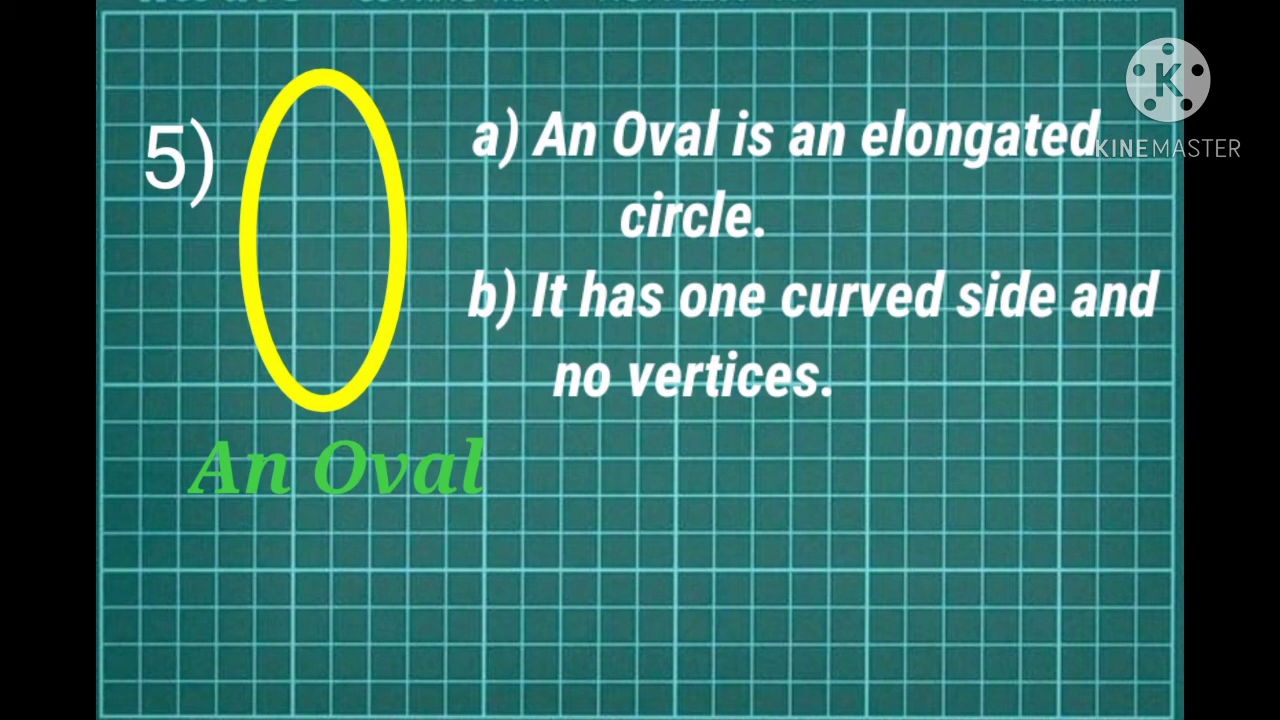 5)
a) An Oval is an elongated
circle.
b) It has one curved side and
no vertices.
An Oval
K
KINEMASTER